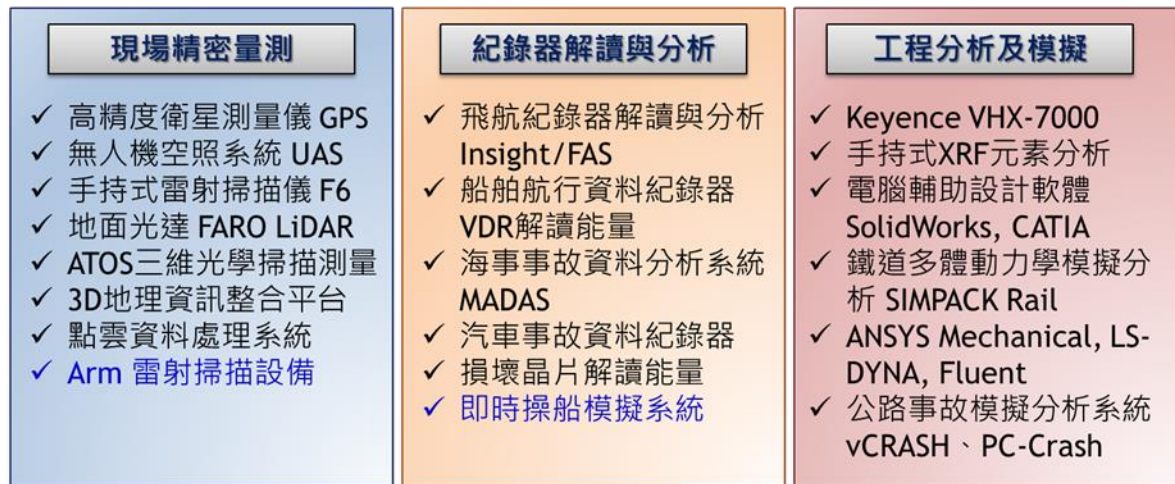 現場精密量測
✓ 高精度衛星測量儀 GPS
✓ 無人機空照系統 UAS
✓ 手持式雷射掃描儀 F6
✓ 地面光達 FARO LiDAR
✓ ATOS三維光學掃描測量
✓ 3D地理資訊整合平台
✓ 點雲資料處理系統
✓ Arm 雷射掃描設備
紀錄器解讀與分析
✓ 飛航紀錄器解讀與分析
Insight/FAS
✓ 船舶航行資料紀錄器
VDR解讀能量
✓ 海事事故資料分析系統
MADAS
✓ 汽車事故資料紀錄器
✓ 損壞晶片解讀能量
✓ 即時操船模擬系統
工程分析及模擬
✓ Keyence VHX-7000
✓ 手持式XRF元素分析
✓ 電腦輔助設計軟體
SolidWorks, CATIA
✓ 鐵道多體動力學模擬分
析 SIMPACK Rail
✓ ANSYS Mechanical, LS-
DYNA, Fluent
✓ 公路事故模擬分析系統
vCRASH、PC-Crash